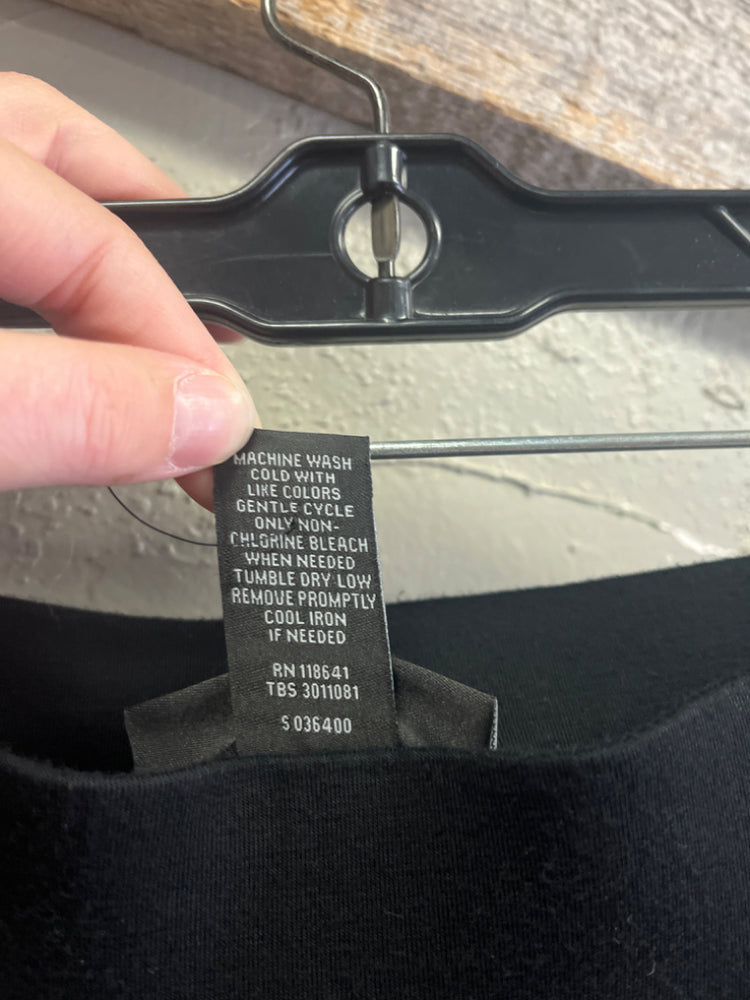 MACHINE WASH
COLD WITH
LIKE COLORS
GENTLE CYCLE
ONLY NON-
CHLORINE BLEACH
WHEN NEEDED
TUMBLE DRY LOW
REMOVE PROMPTLY
COOL IRON
IF NEEDED
RN 118641
TBS 3011081
S 036400